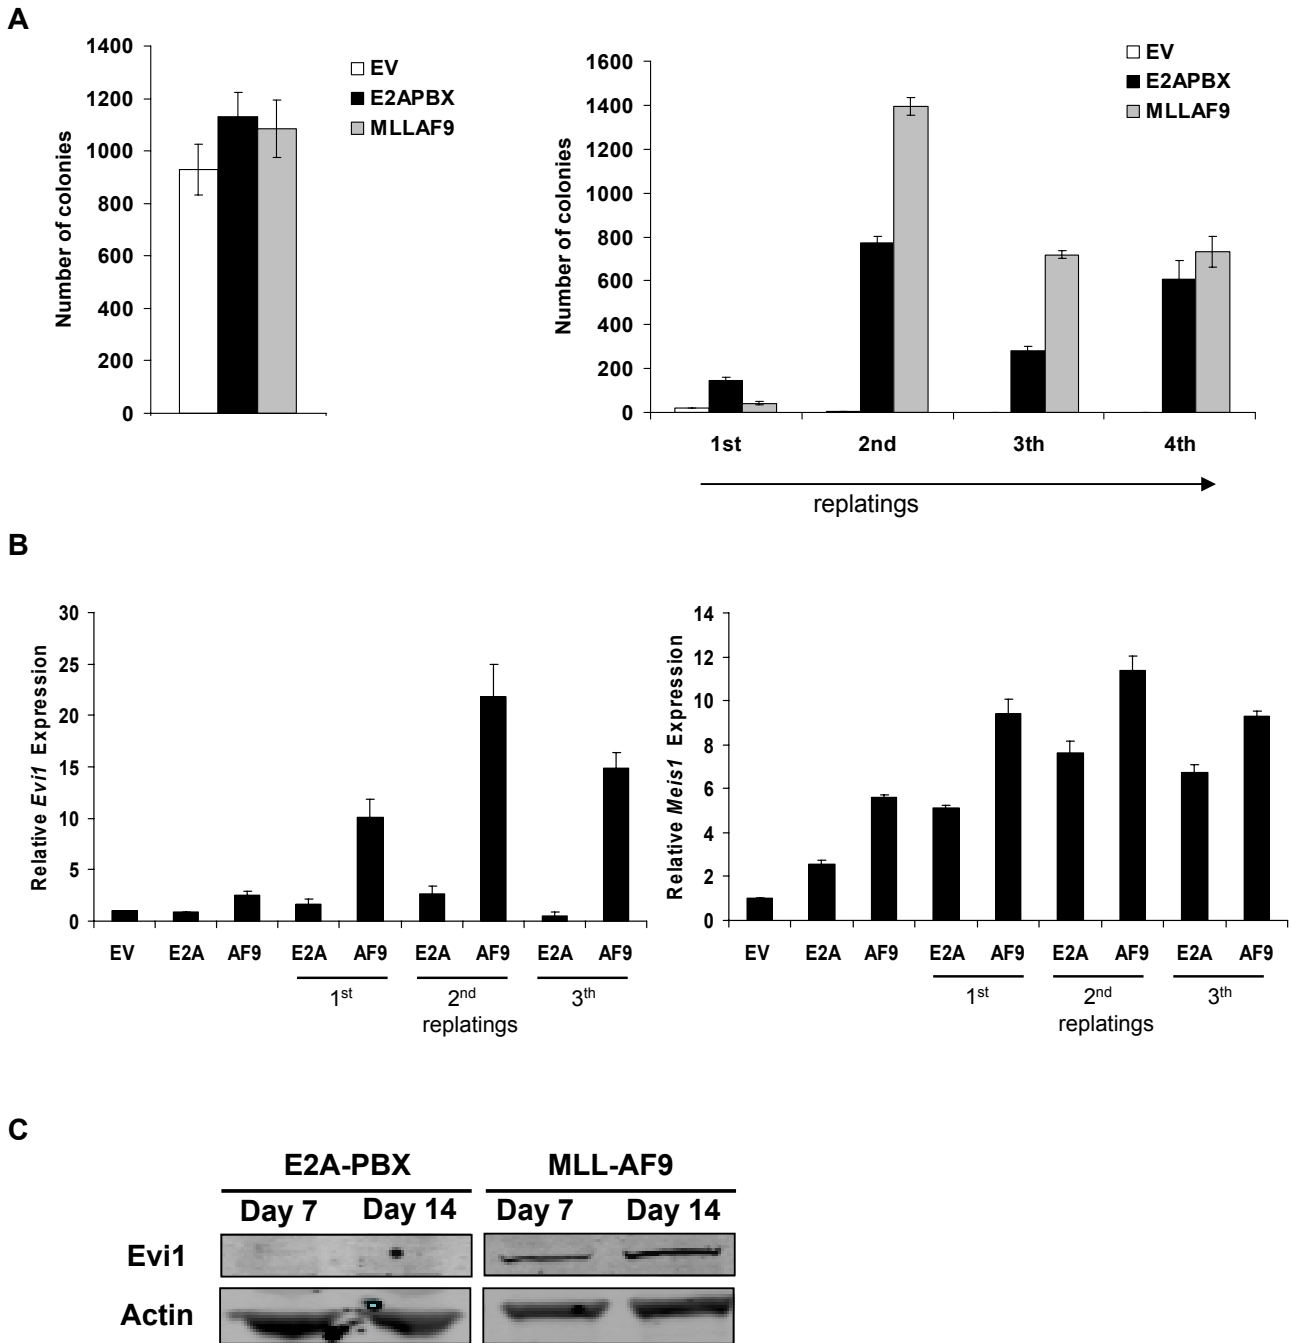 A
1400
1200
1000
800
600
400
200
0
Number of colonies
EV
E2APBX
MLLAF9
1600
1400
1200
1000
800
600
400
200
0
Number of colonies
EV
E2APBX
MLLAF9
1st 2nd 3th 4th
replatings
B
30
25
20
15
10
5
0
Relative Evi1 Expression
EV E2A AF9 E2A AF9 E2A AF9 E2A AF9
1st 2nd 3th
replatings
14
12
10
8
6
4
2
0
Relative Meis1 Expression
EV E2A AF9 E2A AF9 E2A AF9 E2A AF9
1st 2nd 3th
replatings
C
E2A-PBX MLL-AF9
Day 7 Day 14 Day 7 Day 14
Evi1
Actin